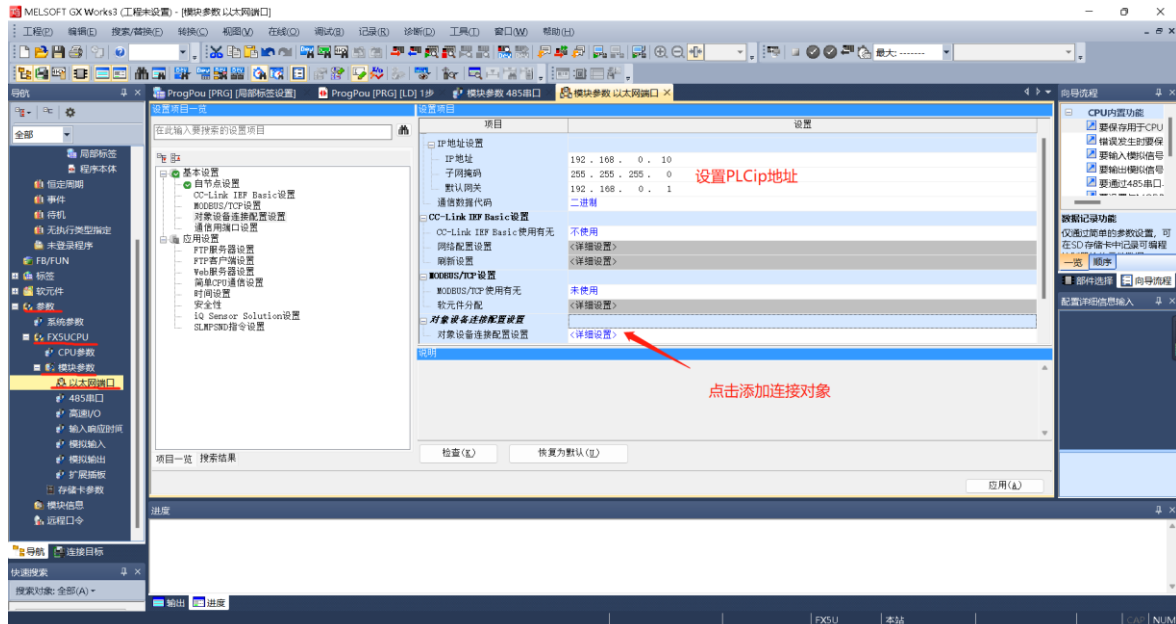 MELSOFT GX Works3 (工程未设置) - [模块参数 以太网端口]
工程(P) 编辑(E) 搜索/替换(F) 转换(C) 视图(V) 在线(O) 调试(B) 记录(R) 诊断(D) 工具(T) 窗口(W) 帮助(H)
最大: --------
导航
ProgPou [PRG] [局部标签设置]
ProgPou [PRG] [LD] 1步
模块参数 485串口
模块参数 以太网端口
向导流程
全部
局部标签
程序本体
恒定周期
事件
待机
无执行类型指定
未登录程序
FB/FUN
标签
软元件
参数
系统参数
FX5UCPU
CPU参数
模块参数
以太网端口
485串口
高速I/O
输入响应时间
模拟输入
模拟输出
扩展插板
存储卡参数
模块信息
远程口令
导航 连接目标
快速搜索
搜索对象: 全部(A)
设置项目一览
在此输入要搜索的设置项目
基本设置
自节点设置
CC-Link IEF Basic设置
MODBUS/TCP设置
对象设备连接配置设置
通信用端口设置
应用设置
FTP服务器设置
FTP客户端设置
Web服务器设置
简单CPU通信设置
时间设置
安全性
iQ Sensor Solution设置
SLMPSND指令设置
项目一览 搜索结果
设置项目
项目 设置
IP地址设置
IP地址 192 . 168 . 0 . 10
子网掩码 255 . 255 . 255 . 0
默认网关 192 . 168 . 0 . 1
通信数据代码 二进制
设置PLCip地址
CC-Link IEF Basic设置
CC-Link IEF Basic使用有无 不使用
网络配置设置 <详细设置>
刷新设置 <详细设置>
MODBUS/TCP设置
MODBUS/TCP使用有无 未使用
软元件分配 <详细设置>
对象设备连接配置设置
对象设备连接配置设置 <详细设置>
说明
点击添加连接对象
检查(K) 恢复为默认(U)
应用(A)
进度
输出 进度
CPU内置功能
要保存用于CPU
错误发生时要保
要输入模拟信号
要输出模拟信号
要通过485串口
数据记录功能
仅通过简单的参数设置，可
在SD存储卡中记录可编程
一览 顺序
部件选择 向导流程
配置详细信息输入
FX5U 本站 CAP NUM